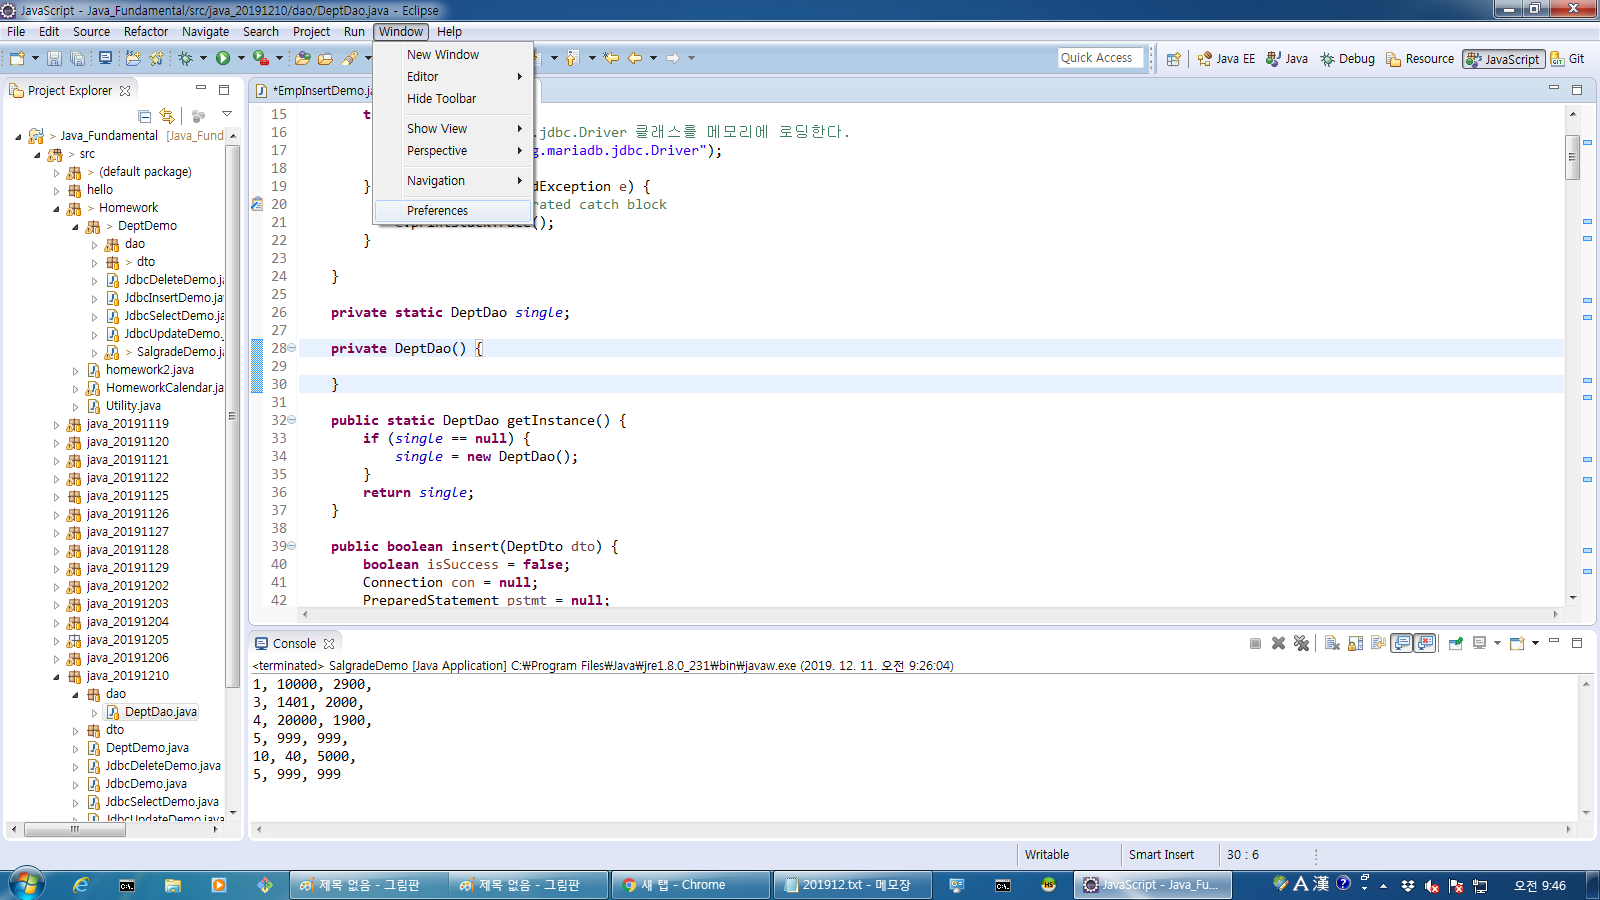 JavaScript - Java_Fundamental/src/java_20191210/dao/DeptDao.java - Eclipse
File Edit Source Refactor Navigate Search Project Run Window Help
Quick Access
Java EE Java Debug Resource JavaScript Git
New Window
Editor
Hide Toolbar
Show View
Perspective
Navigation
Preferences
Project Explorer
> Java_Fundamental [Java_Fund
> src
> (default package)
hello
> Homework
> DeptDemo
dao
> dto
JdbcDeleteDemo.ja
JdbcInsertDemo.jav
JdbcSelectDemo.ja
JdbcUpdateDemo.
> SalgradeDemo.ja
homework2.java
HomeworkCalendar.ja
Utility.java
java_20191119
java_20191120
java_20191121
java_20191122
java_20191125
java_20191126
java_20191127
java_20191128
java_20191129
java_20191202
java_20191203
java_20191204
java_20191205
java_20191206
java_20191210
dao
DeptDao.java
dto
DeptDemo.java
JdbcDeleteDemo.java
JdbcDemo.java
JdbcSelectDemo.java
JdbcUpdateDemo.java
*EmpInsertDemo.ja
15 t
16 .jdbc.Driver 클래스를 메모리에 로딩한다.
17 g.mariadb.jdbc.Driver");
18
19 } dException e) {
20 rated catch block
21 e.printStackTrace();
22 }
23
24 }
25
26 private static DeptDao single;
27
28 private DeptDao() {
29
30 }
31
32 public static DeptDao getInstance() {
33 if (single == null) {
34 single = new DeptDao();
35 }
36 return single;
37 }
38
39 public boolean insert(DeptDto dto) {
40 boolean isSuccess = false;
41 Connection con = null;
42 PreparedStatement pstmt = null;
Console
<terminated> SalgradeDemo [Java Application] C:₩Program Files₩Java₩jre1.8.0_231₩bin₩javaw.exe (2019. 12. 11. 오전 9:26:04)
1, 10000, 2900,
3, 1401, 2000,
4, 20000, 1900,
5, 999, 999,
10, 40, 5000,
5, 999, 999
Writable Smart Insert 30 : 6
제목 없음 - 그림판 제목 없음 - 그림판 새 탭 - Chrome 201912.txt - 메모장 JavaScript - Java_Fu... A 漢 오전 9:46